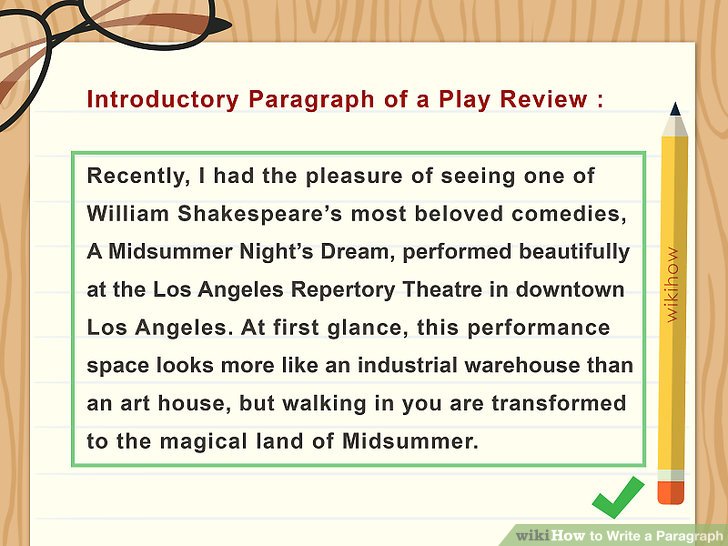 Introductory Paragraph of a Play Review :
Recently, I had the pleasure of seeing one of
William Shakespeare’s most beloved comedies,
A Midsummer Night’s Dream, performed beautifully
at the Los Angeles Repertory Theatre in downtown
Los Angeles. At first glance, this performance
space looks more like an industrial warehouse than
an art house, but walking in you are transformed
to the magical land of Midsummer.
wikihow
wikiHow to Write a Paragraph